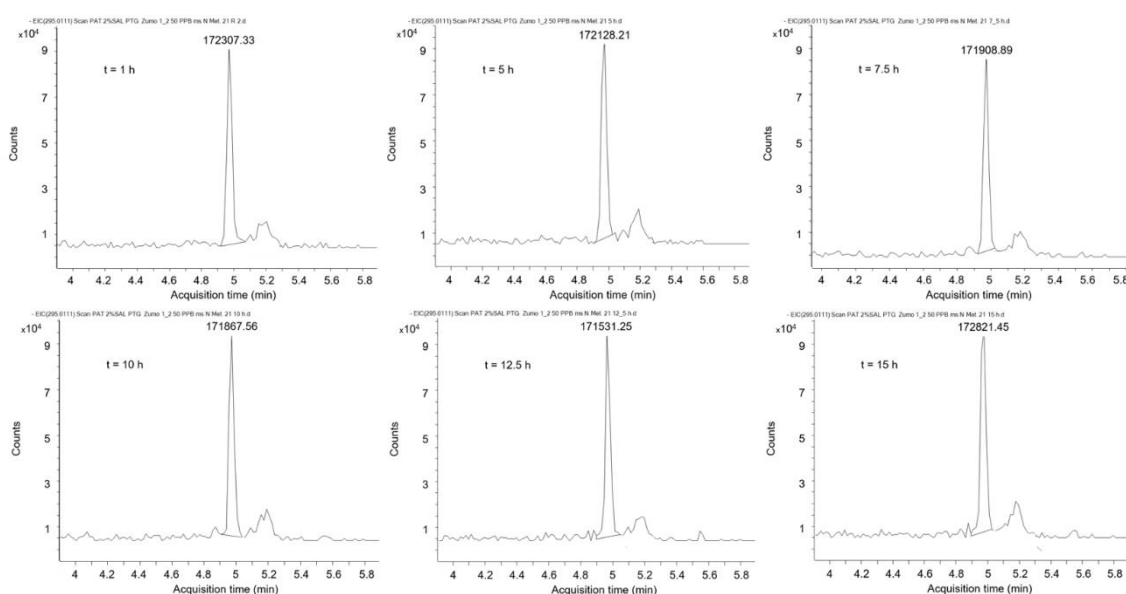 - EIC(295.0111) Scan PAT 2%SAL PTG Zumo 1_2 50 PPB ms N Met. 21 R 2.d
x10⁴
172307.33
t = 1 h
9
7
5
3
1
Counts
4 4.2 4.4 4.6 4.8 5 5.2 5.4 5.6 5.8
Acquisition time (min)
- EIC(295.0111) Scan PAT 2%SAL PTG Zumo 1_2 50 PPB ms N Met. 21 5 h.d
x10⁴
172128.21
t = 5 h
9
7
5
3
1
Counts
4 4.2 4.4 4.6 4.8 5 5.2 5.4 5.6 5.8
Acquisition time (min)
- EIC(295.0111) Scan PAT 2%SAL PTG Zumo 1_2 50 PPB ms N Met. 21 7_5 h.d
x10⁴
171908.89
t = 7.5 h
9
7
5
3
1
Counts
4 4.2 4.4 4.6 4.8 5 5.2 5.4 5.6 5.8
Acquisition time (min)
- EIC(295.0111) Scan PAT 2%SAL PTG Zumo 1_2 50 PPB ms N Met. 21 10 h.d
x10⁴
171867.56
t = 10 h
9
7
5
3
1
Counts
4 4.2 4.4 4.6 4.8 5 5.2 5.4 5.6 5.8
Acquisition time (min)
- EIC(295.0111) Scan PAT 2%SAL PTG Zumo 1_2 50 PPB ms N Met. 21 12_5 h.d
x10⁴
171531.25
t = 12.5 h
9
7
5
3
1
Counts
4 4.2 4.4 4.6 4.8 5 5.2 5.4 5.6 5.8
Acquisition time (min)
- EIC(295.0111) Scan PAT 2%SAL PTG Zumo 1_2 50 PPB ms N Met. 21 15 h.d
x10⁴
172821.45
t = 15 h
9
7
5
3
1
Counts
4 4.2 4.4 4.6 4.8 5 5.2 5.4 5.6 5.8
Acquisition time (min)